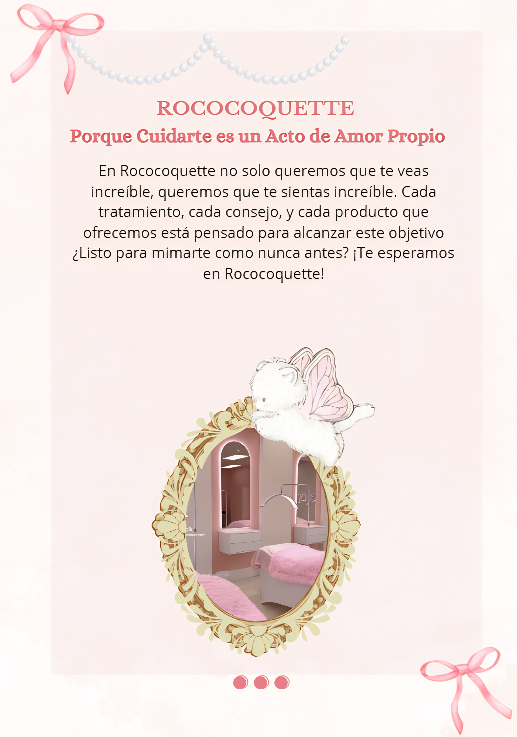 ROCOCOQUETTE
Porque Cuidarte es un Acto de Amor Propio
En Rococoquette no solo queremos que te veas
increíble, queremos que te sientas increíble. Cada
tratamiento, cada consejo, y cada producto que
ofrecemos está pensado para alcanzar este objetivo
¿Listo para mimarte como nunca antes? ¡Te esperamos
en Rococoquette!